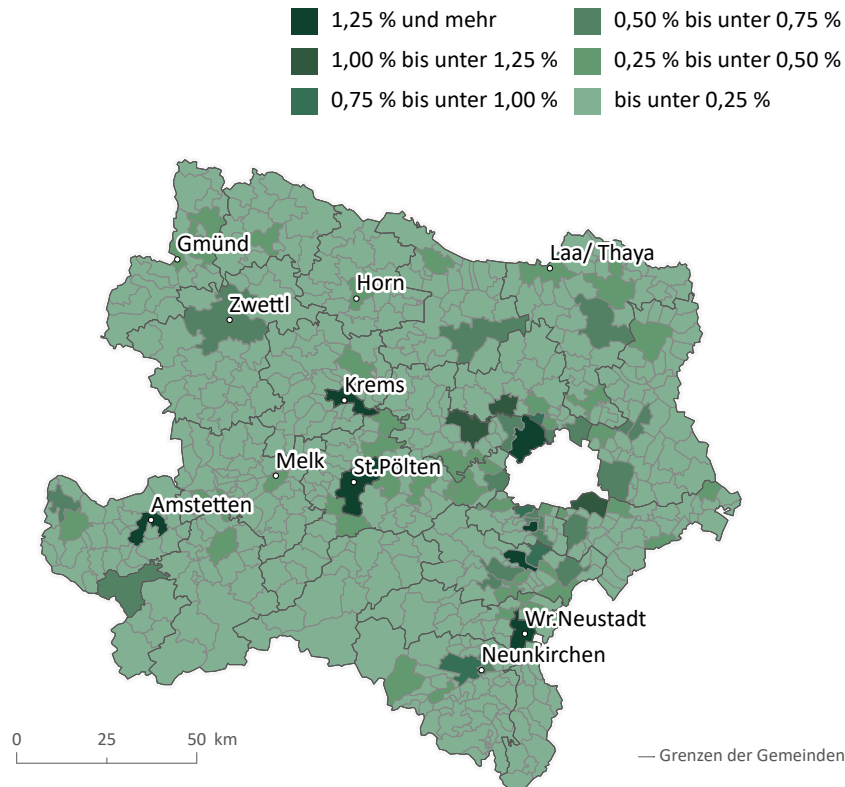 1,25 % und mehr
1,00 % bis unter 1,25 %
0,75 % bis unter 1,00 %
0,50 % bis unter 0,75 %
0,25 % bis unter 0,50 %
bis unter 0,25 %
Gmünd
Laa/ Thaya
Horn
Zwettl
Krems
Melk
St.Pölten
Amstetten
Wr.Neustadt
Neunkirchen
0 25 50 km
Grenzen der Gemeinden